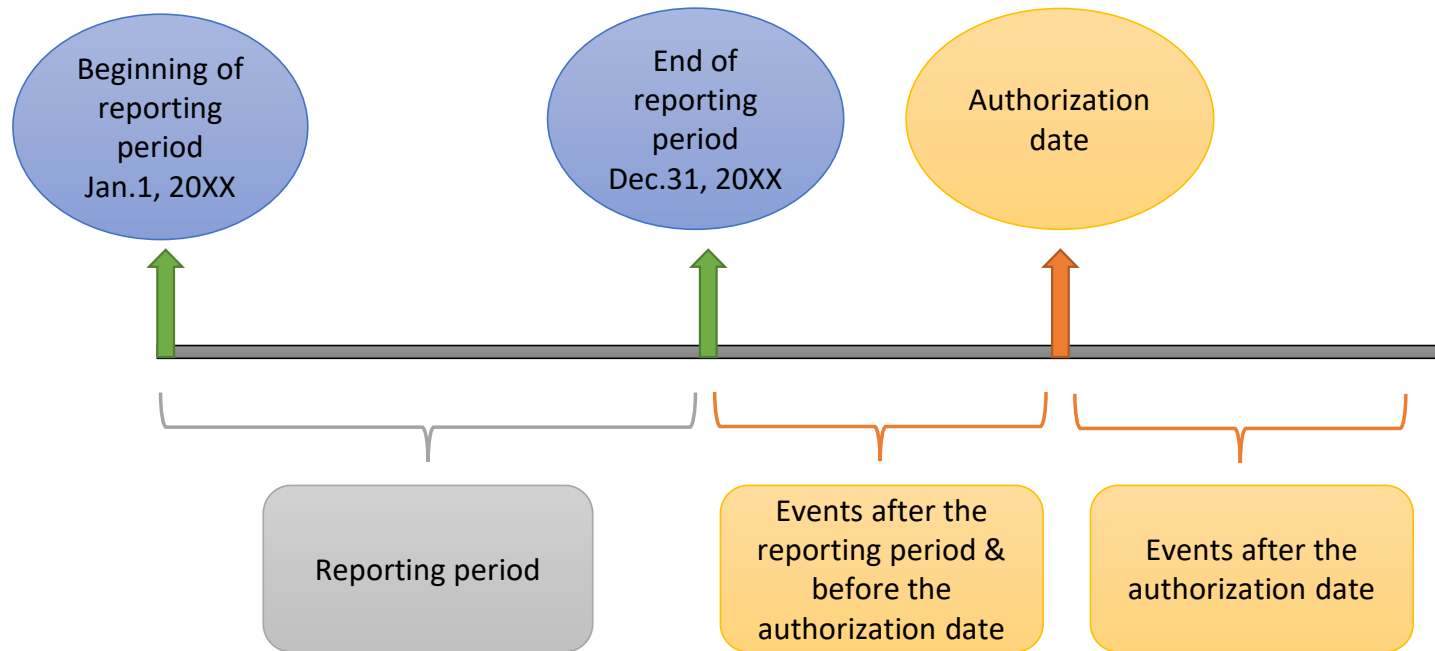 Beginning of
reporting
period
Jan.1, 20XX
End of
reporting
period
Dec.31, 20XX
Authorization
date
Reporting period
Events after the
reporting period &
before the
authorization date
Events after the
authorization date